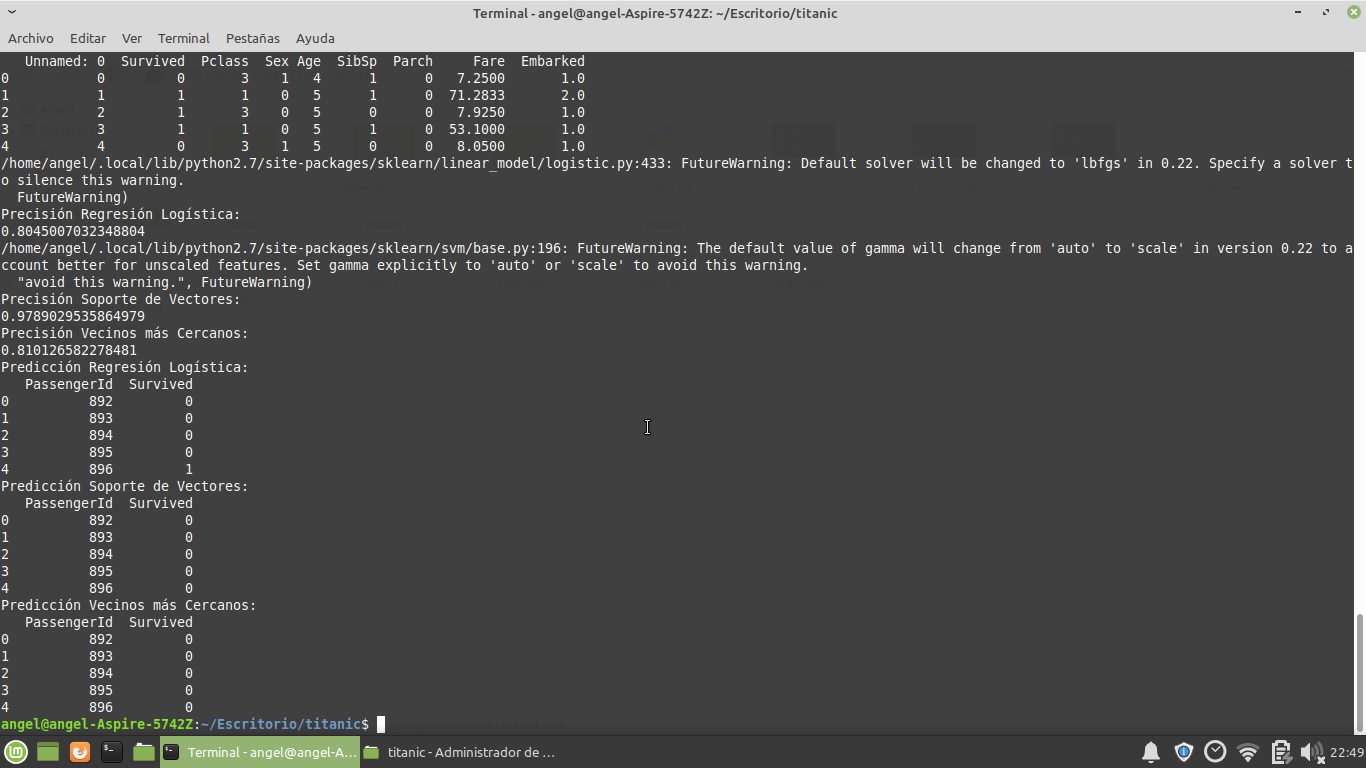 Terminal - angel@angel-Aspire-5742Z: ~/Escritorio/titanic
Archivo Editar Ver Terminal Pestañas Ayuda
   Unnamed: 0  Survived  Pclass  Sex Age  SibSp  Parch     Fare  Embarked
0           0         0       3    1   4      1      0   7.2500       1.0
1           1         1       1    0   5      1      0  71.2833       2.0
2           2         1       3    0   5      0      0   7.9250       1.0
3           3         1       1    0   5      1      0  53.1000       1.0
4           4         0       3    1   5      0      0   8.0500       1.0
/home/angel/.local/lib/python2.7/site-packages/sklearn/linear_model/logistic.py:433: FutureWarning: Default solver will be changed to 'lbfgs' in 0.22. Specify a solver t
o silence this warning.
  FutureWarning)
Precisión Regresión Logística:
0.8045007032348804
/home/angel/.local/lib/python2.7/site-packages/sklearn/svm/base.py:196: FutureWarning: The default value of gamma will change from 'auto' to 'scale' in version 0.22 to a
ccount better for unscaled features. Set gamma explicitly to 'auto' or 'scale' to avoid this warning.
  "avoid this warning.", FutureWarning)
Precisión Soporte de Vectores:
0.9789029535864979
Precisión Vecinos más Cercanos:
0.810126582278481
Predicción Regresión Logística:
   PassengerId  Survived
0          892         0
1          893         0
2          894         0
3          895         0
4          896         1
Predicción Soporte de Vectores:
   PassengerId  Survived
0          892         0
1          893         0
2          894         0
3          895         0
4          896         0
Predicción Vecinos más Cercanos:
   PassengerId  Survived
0          892         0
1          893         0
2          894         0
3          895         0
4          896         0
angel@angel-Aspire-5742Z:~/Escritorio/titanic$
Terminal - angel@angel-A... titanic - Administrador de ... 22:49